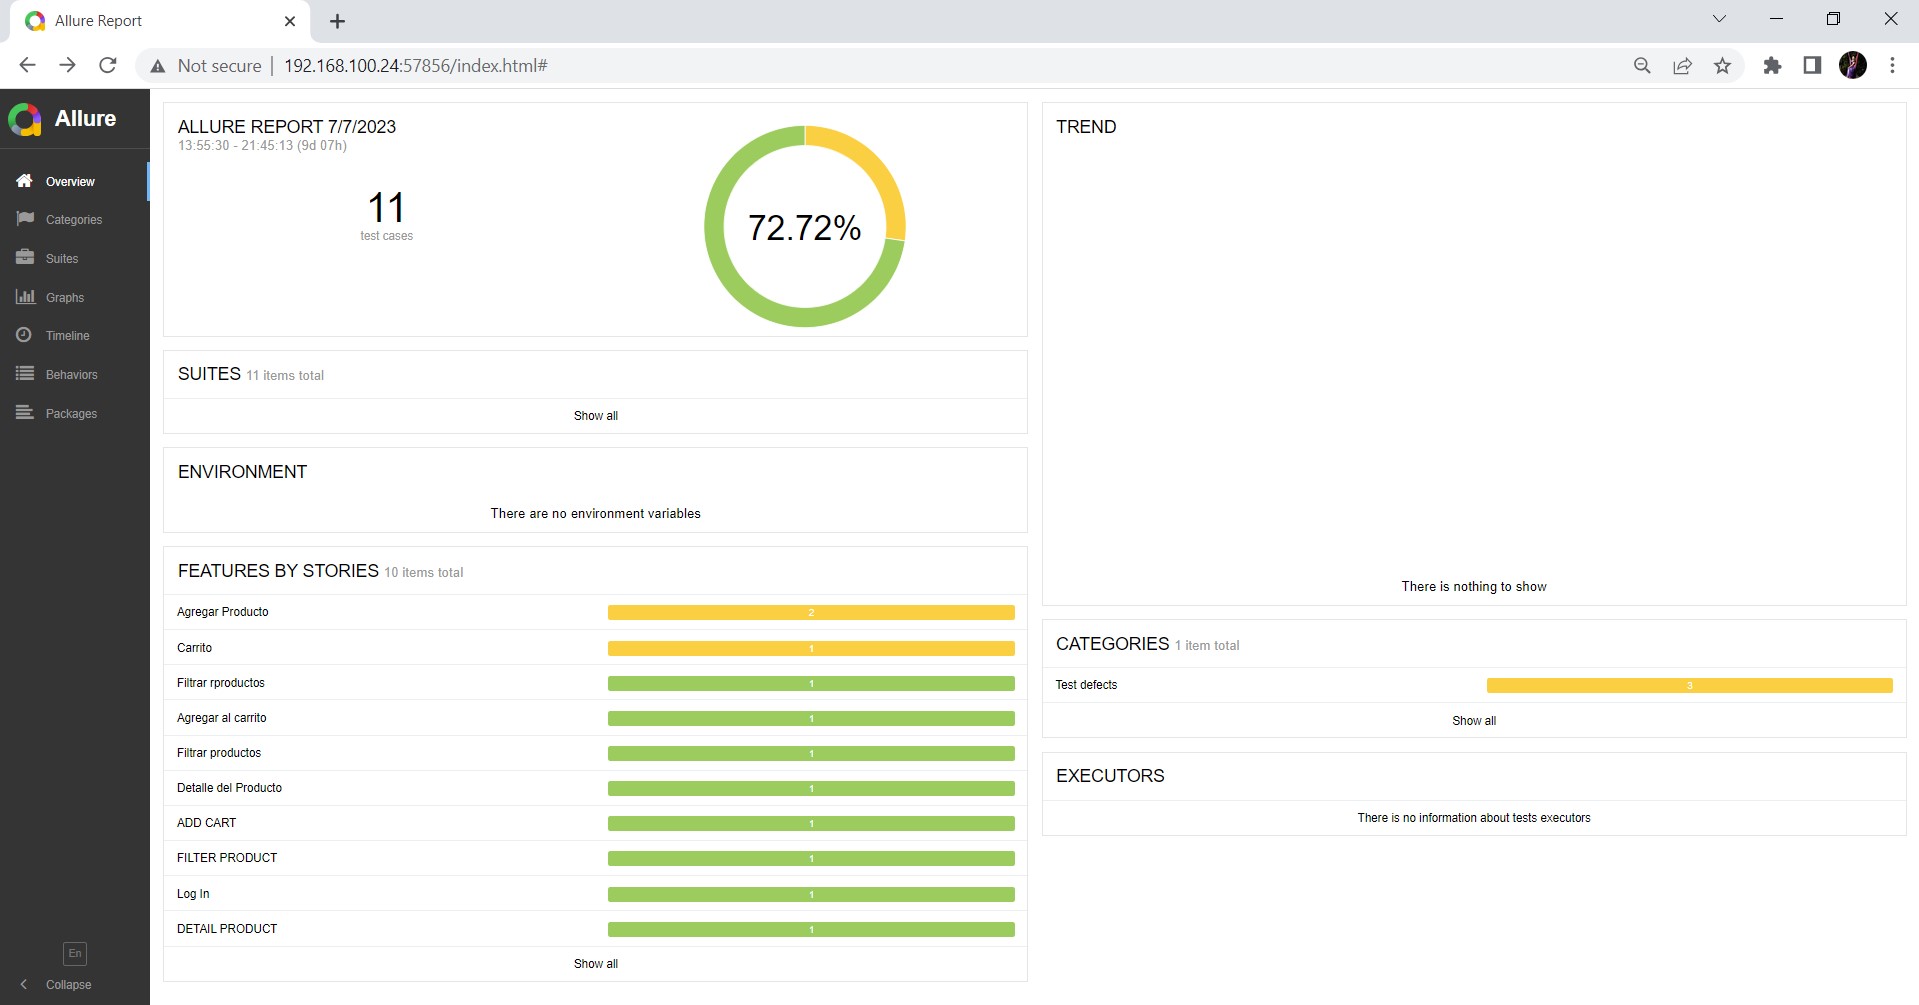 Allure Report
Not secure
192.168.100.24:57856/index.html#
Allure
Overview
Categories
Suites
Graphs
Timeline
Behaviors
Packages
En
Collapse
ALLURE REPORT 7/7/2023
13:55:30 - 21:45:13 (9d 07h)
11
test cases
72.72%
SUITES 11 items total
Show all
ENVIRONMENT
There are no environment variables
FEATURES BY STORIES 10 items total
Agregar Producto 2
Carrito 1
Filtrar rproductos 1
Agregar al carrito 1
Filtrar productos 1
Detalle del Producto 1
ADD CART 1
FILTER PRODUCT 1
Log In 1
DETAIL PRODUCT 1
Show all
TREND
There is nothing to show
CATEGORIES 1 item total
Test defects 3
Show all
EXECUTORS
There is no information about tests executors